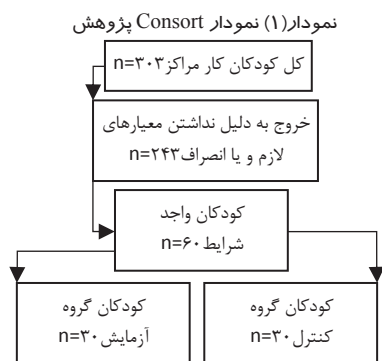 نمودار(۱) نمودار Consort پژوهش
کل کودکان کار مراکز n=۳۰۳
خروج به دلیل نداشتن معیارهای
لازم و یا انصراف n=۲۴۳
کودکان واجد
شرایط n=۶۰
کودکان گروه
کنترل n=۳۰
کودکان گروه
آزمایش n=۳۰